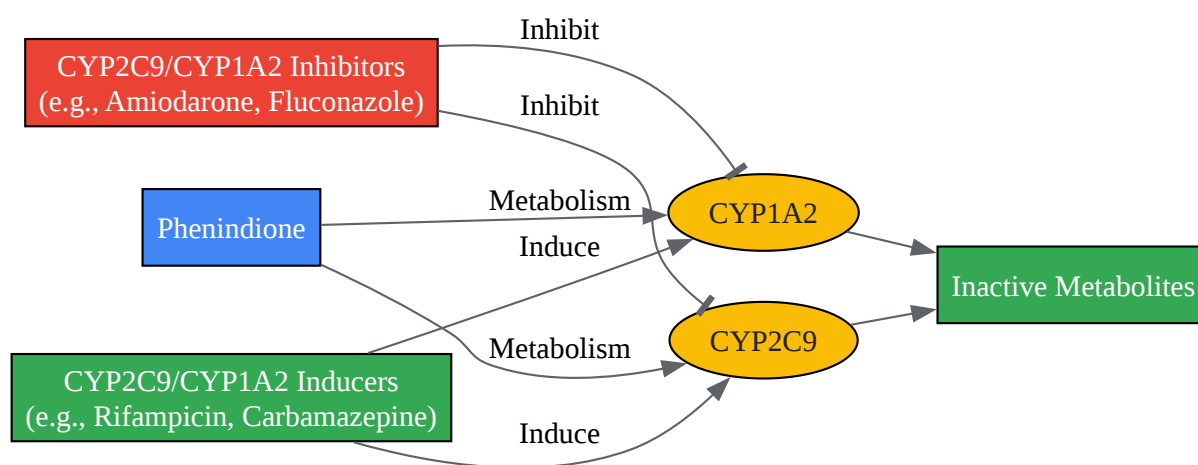 Inhibit
CYP2C9/CYP1A2 Inhibitors
(e.g., Amiodarone, Fluconazole)
Inhibit
Metabolism
CYP1A2
Phenindione
Induce
Inactive Metabolites
Metabolism
CYP2C9
CYP2C9/CYP1A2 Inducers
(e.g., Rifampicin, Carbamazepine)
Induce